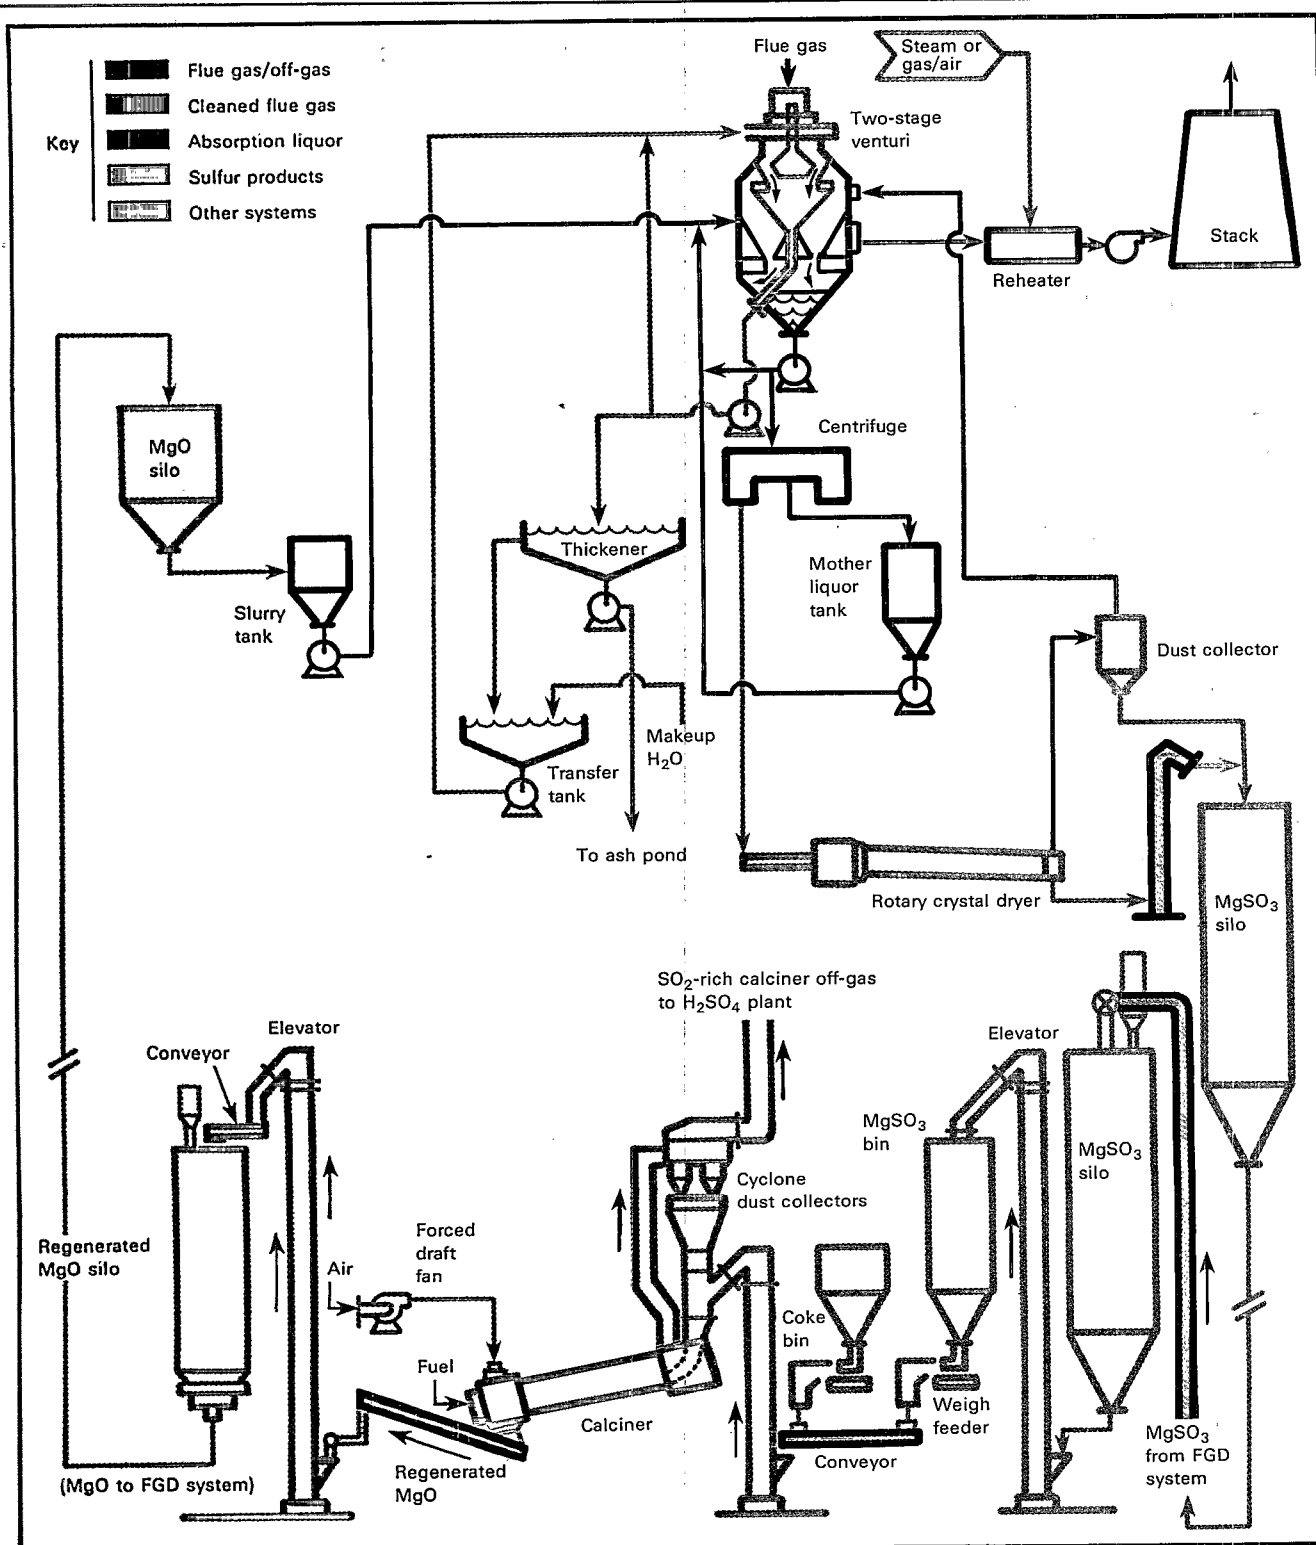 Key
Flue gas/off-gas
Cleaned flue gas
Absorption liquor
Sulfur products
Other systems
Flue gas
Steam or
gas/air
Two-stage
venturi
Stack
Reheater
MgO
silo
Centrifuge
Thickener
Mother
liquor
tank
Slurry
tank
Dust collector
Makeup
H₂O
Transfer
tank
To ash pond
Rotary crystal dryer
MgSO₃
silo
SO₂-rich calciner off-gas
to H₂SO₄ plant
Elevator
Conveyor
Elevator
MgSO₃
bin
MgSO₃
silo
Cyclone
dust collectors
Regenerated
MgO silo
Forced
draft
fan
Air
Coke
bin
Fuel
Calciner
Weigh
feeder
Conveyor
MgSO₃
from FGD
system
Regenerated
MgO
(MgO to FGD system)